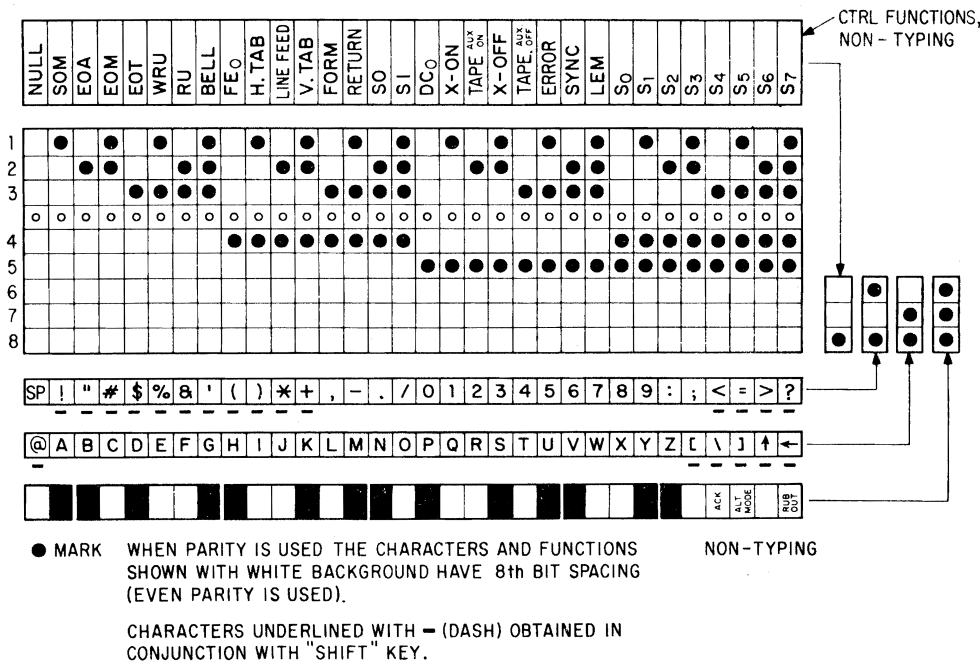 CTRL FUNCTIONS,
NON-TYPING
NULL SOM EOA EOM EOT WRU RU BELL FE0 H. TAB LINE FEED V. TAB FORM RETURN SO SI DC0 X-ON TAPE, AUX ON X-OFF TAPE, AUX OFF ERROR SYNC LEM S0 S1 S2 S3 S4 S5 S6 S7
1
2
3
4
5
6
7
8
SP ! " # $ % & ' ( ) * + , - . / 0 1 2 3 4 5 6 7 8 9 : ; < = > ?
@ A B C D E F G H I J K L M N O P Q R S T U V W X Y Z [ \ ] ↑ ←
ACK ALT MODE RUB OUT
● MARK WHEN PARITY IS USED THE CHARACTERS AND FUNCTIONS NON-TYPING
SHOWN WITH WHITE BACKGROUND HAVE 8th BIT SPACING
(EVEN PARITY IS USED).
CHARACTERS UNDERLINED WITH – (DASH) OBTAINED IN
CONJUNCTION WITH "SHIFT" KEY.